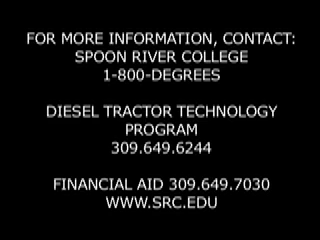 FOR MORE INFORMATION, CONTACT:
SPOON RIVER COLLEGE
1-800-DEGREES
DIESEL TRACTOR TECHNOLOGY
PROGRAM
309.649.6244
FINANCIAL AID 309.649.7030
WWW.SRC.EDU